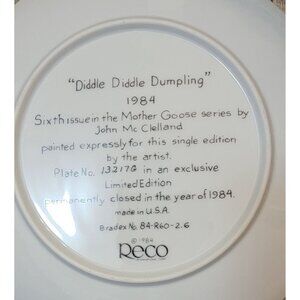 "Diddle Diddle Dumpling"
1984
Sixth issue in the Mother Goose series by
John Mc Clelland
painted expressly for this single edition
by the artist.
Plate No. 13217G in an exclusive
Limited Edition
permanently closed in the year of 1984.
made in U.S.A.
Bradex No. 84-R60-2.6
© 1984
Reco